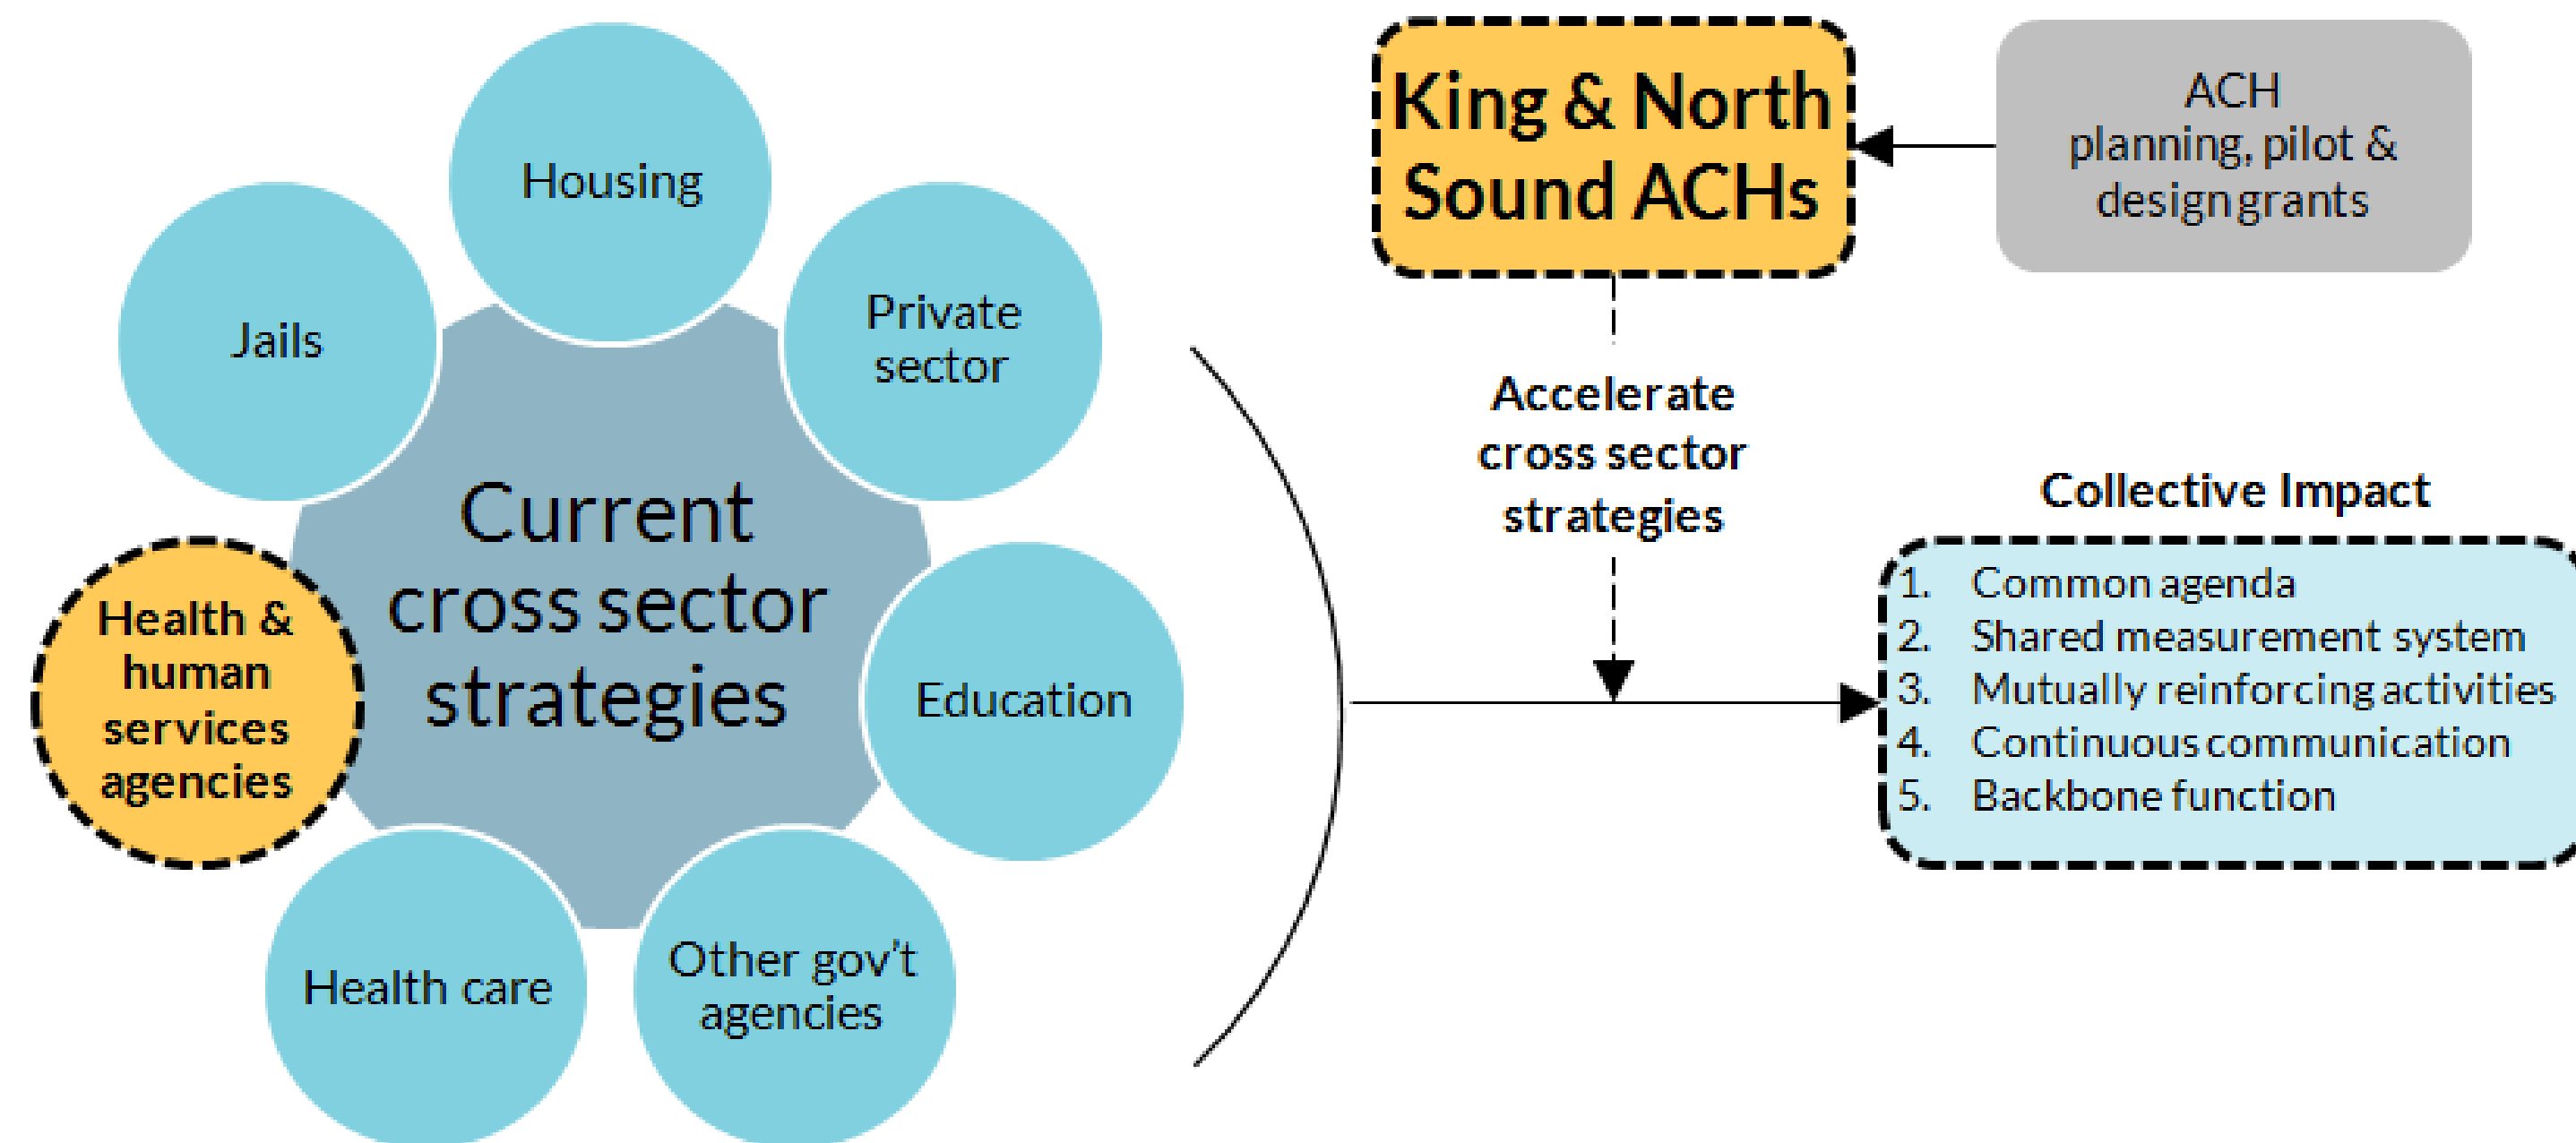 Housing
Jails
Private
sector
Current
cross sector
strategies
Health &
human
services
agencies
Education
Health care
Other gov't
agencies
King & North
Sound ACHs
ACH
planning, pilot &
design grants
Accelerate
cross sector
strategies
Collective Impact
1. Common agenda
2. Shared measurement system
3. Mutually reinforcing activities
4. Continuous communication
5. Backbone function